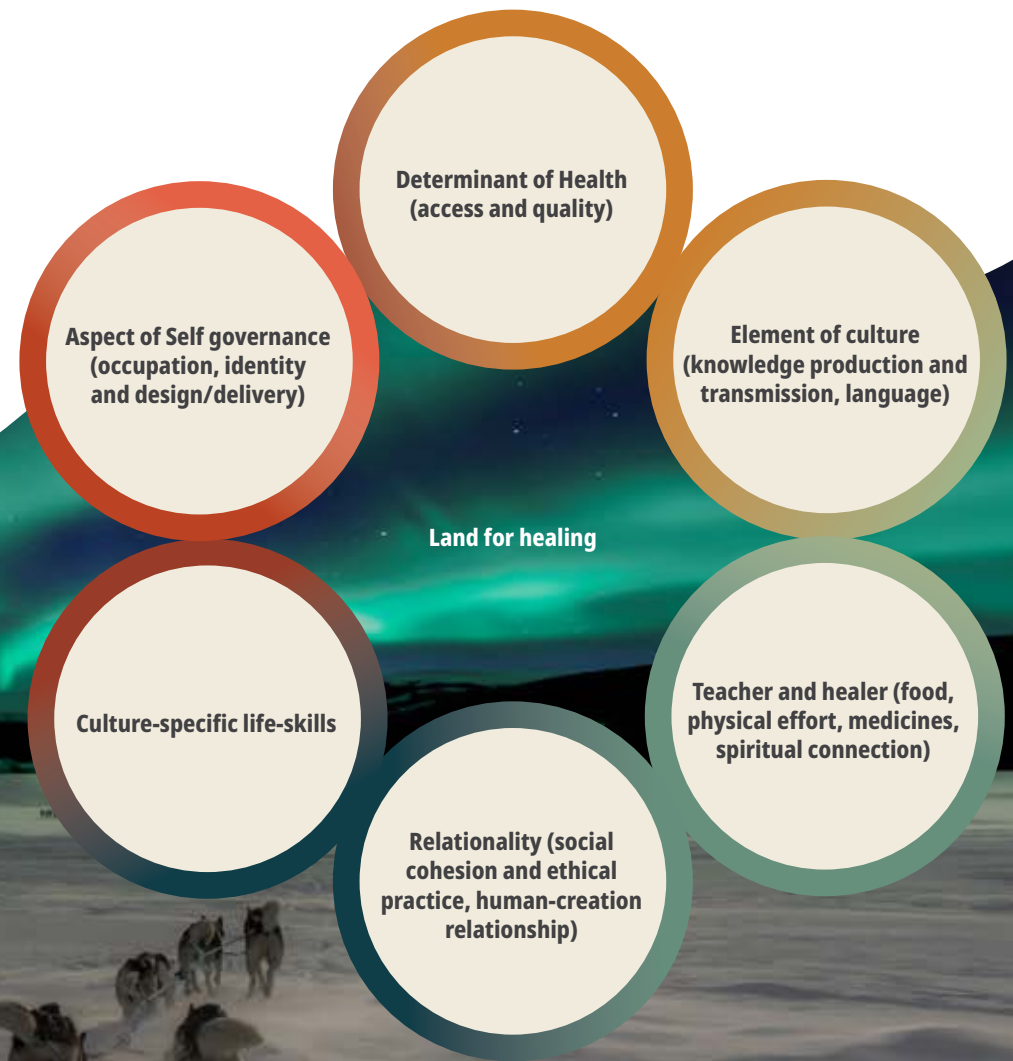 Determinant of Health
(access and quality)
Element of culture
(knowledge production and
transmission, language)
Teacher and healer (food,
physical effort, medicines,
spiritual connection)
Relationality (social
cohesion and ethical
practice, human-creation
relationship)
Culture-specific life-skills
Aspect of Self governance
(occupation, identity
and design/delivery)
Land for healing